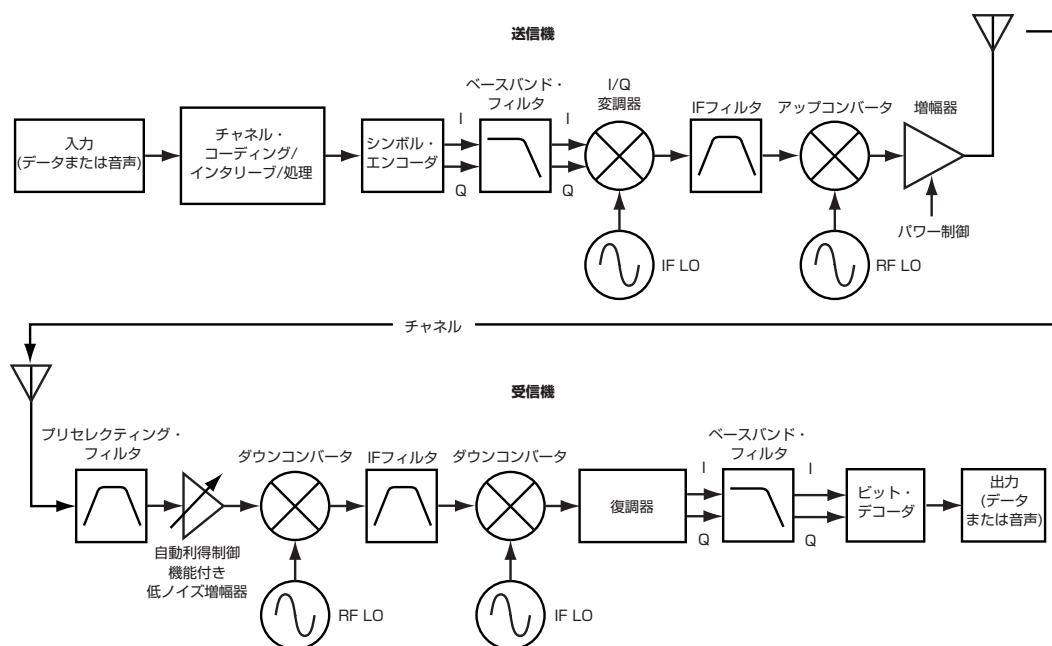 送信機
入力
(データまたは音声)
チャネル・
コーディング/
インタリーブ/処理
シンボル・
エンコーダ
I
Q
ベースバンド・
フィルタ
I
Q
I/Q
変調器
IF LO
IFフィルタ
アップコンバータ
RF LO
増幅器
パワー制御
チャネル
受信機
プリセレクティング・
フィルタ
自動利得制御
機能付き
低ノイズ増幅器
ダウンコンバータ
RF LO
IFフィルタ
ダウンコンバータ
IF LO
復調器
I
Q
ベースバンド・
フィルタ
I
Q
ビット・
デコーダ
出力
(データ
または音声)